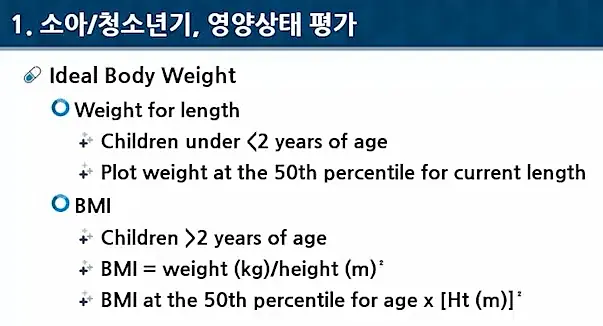 1. 소아/청소년기, 영양상태 평가
Ideal Body Weight
Weight for length
Children under <2 years of age
Plot weight at the 50th percentile for current length
BMI
Children >2 years of age
BMI = weight (kg)/height (m)²
BMI at the 50th percentile for age x [Ht (m)]²